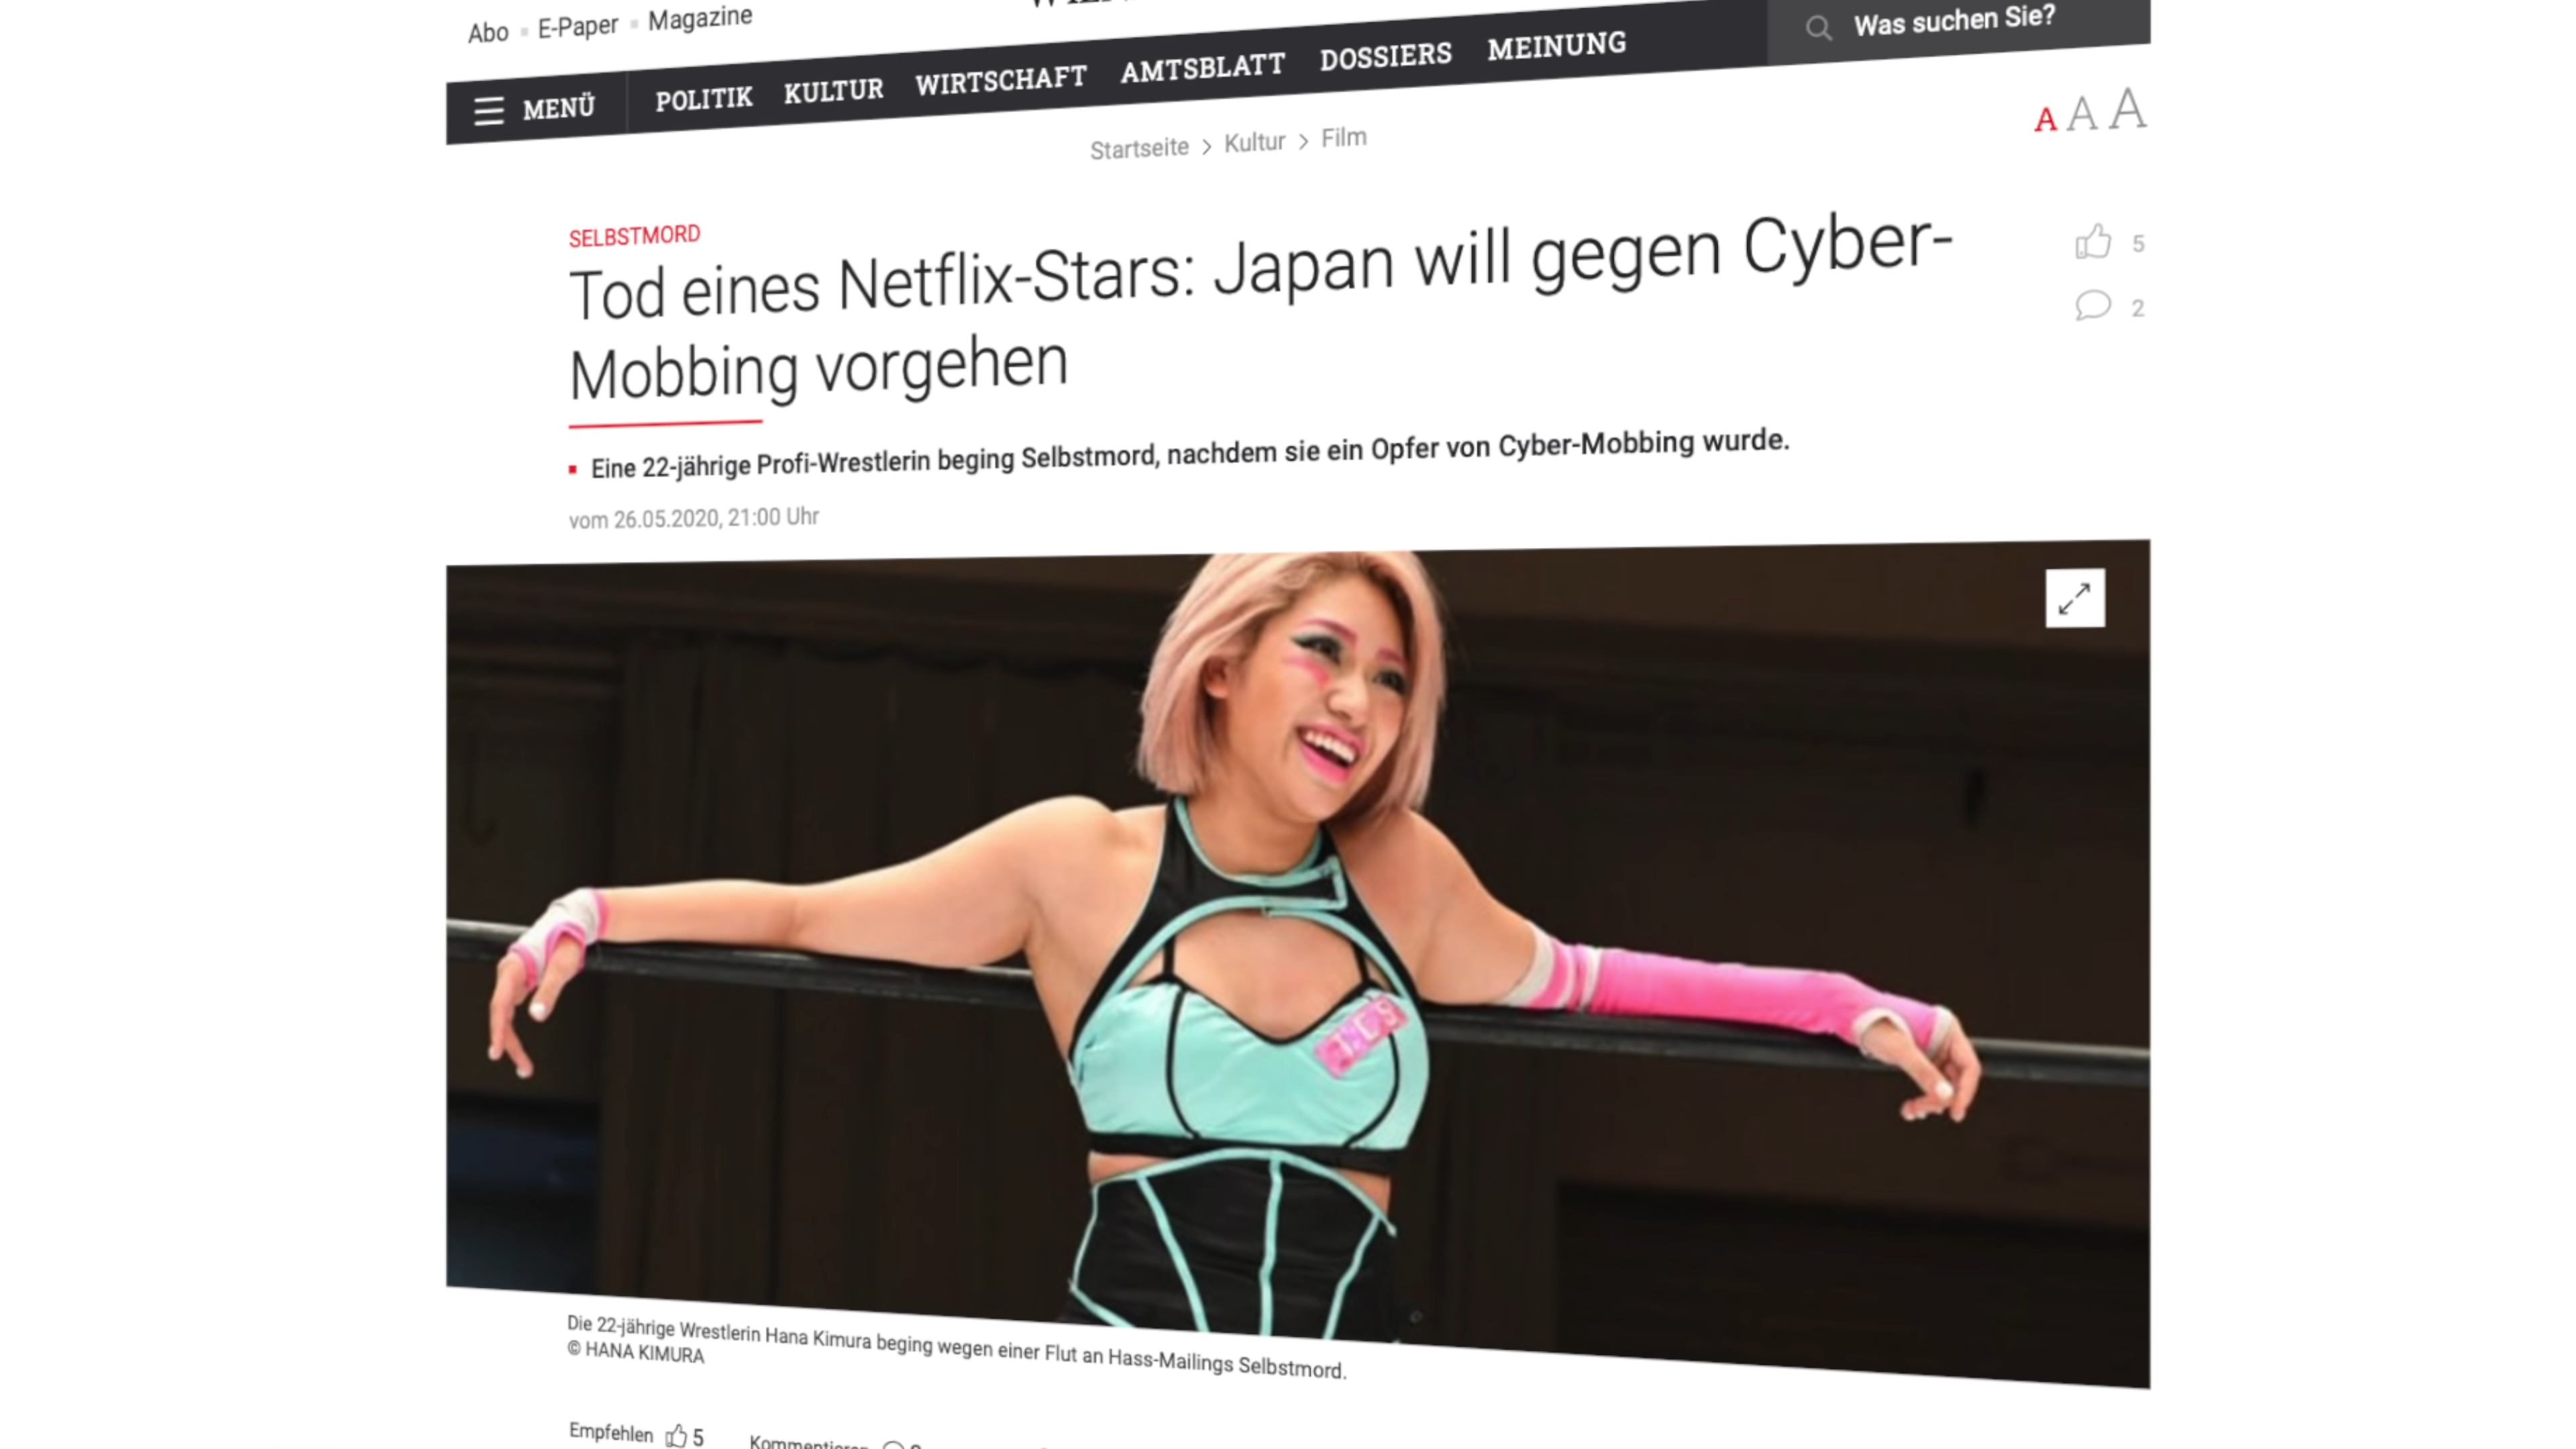 Abo ▪ E-Paper ▪ Magazine
MENÜ POLITIK KULTUR WIRTSCHAFT AMTSBLATT DOSSIERS MEINUNG Was suchen Sie?
Startseite > Kultur > Film
A A A
SELBSTMORD
Tod eines Netflix-Stars: Japan will gegen Cyber-
Mobbing vorgehen
5
2
▪ Eine 22-jährige Profi-Wrestlerin beging Selbstmord, nachdem sie ein Opfer von Cyber-Mobbing wurde.
vom 26.05.2020, 21:00 Uhr
Die 22-jährige Wrestlerin Hana Kimura beging wegen einer Flut an Hass-Mailings Selbstmord.
© HANA KIMURA
Empfehlen 5 Kommentieren